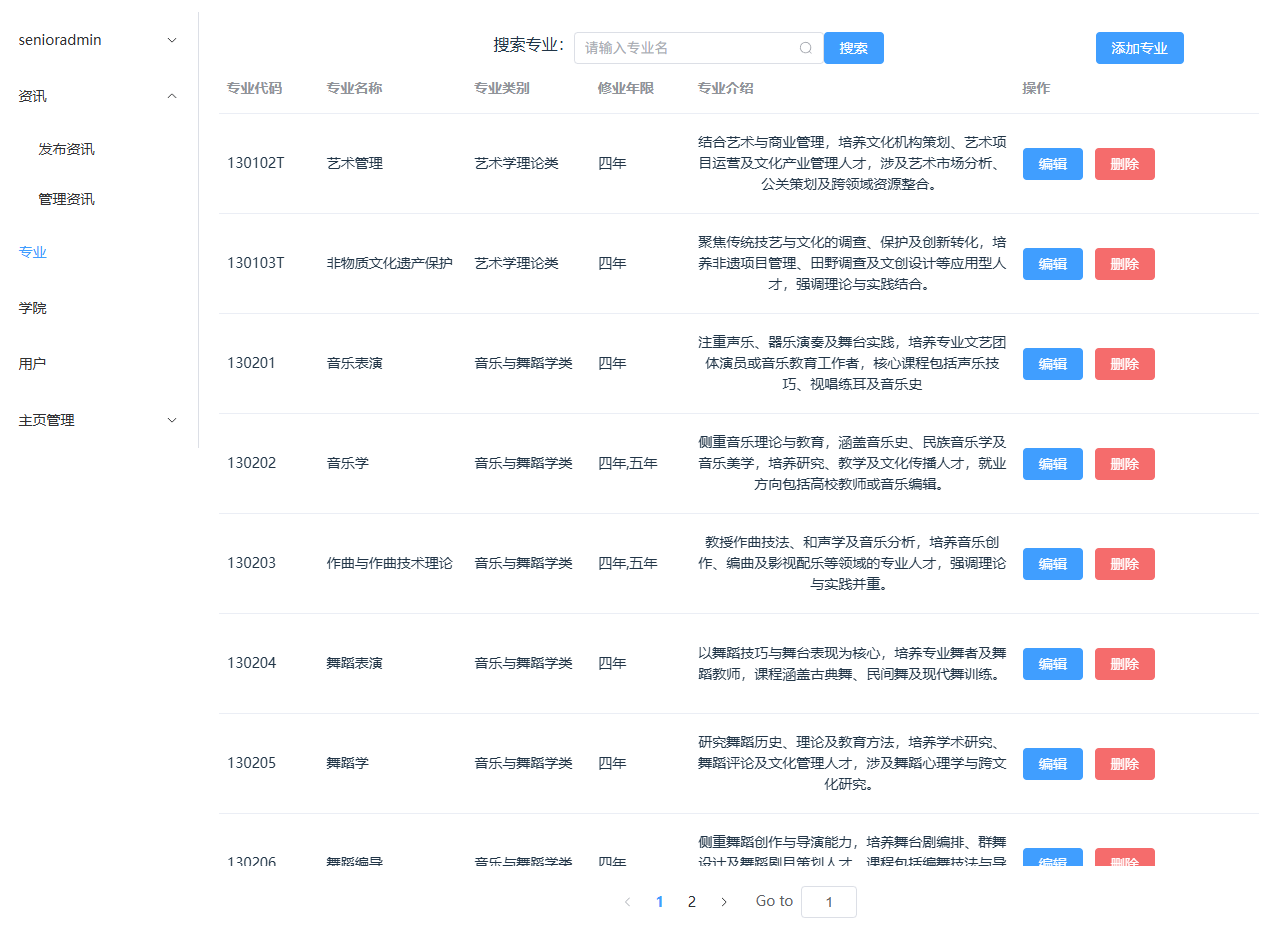 senioradmin
资讯
发布资讯
管理资讯
专业
学院
用户
主页管理
搜索专业： 请输入专业名 搜索 添加专业
专业代码 专业名称 专业类别 修业年限 专业介绍 操作
130102T 艺术管理 艺术学理论类 四年 结合艺术与商业管理，培养文化机构策划、艺术项
目运营及文化产业管理人才，涉及艺术市场分析、
公关策划及跨领域资源整合。 编辑 删除
130103T 非物质文化遗产保护 艺术学理论类 四年 聚焦传统技艺与文化的调查、保护及创新转化，培
养非遗项目管理、田野调查及文创设计等应用型人
才，强调理论与实践结合。 编辑 删除
130201 音乐表演 音乐与舞蹈学类 四年 注重声乐、器乐演奏及舞台实践，培养专业文艺团
体演员或音乐教育工作者，核心课程包括声乐技
巧、视唱练耳及音乐史 编辑 删除
130202 音乐学 音乐与舞蹈学类 四年,五年 侧重音乐理论与教育，涵盖音乐史、民族音乐学及
音乐美学，培养研究、教学及文化传播人才，就业
方向包括高校教师或音乐编辑。 编辑 删除
130203 作曲与作曲技术理论 音乐与舞蹈学类 四年,五年 教授作曲技法、和声学及音乐分析，培养音乐创
作、编曲及影视配乐等领域的专业人才，强调理论
与实践并重。 编辑 删除
130204 舞蹈表演 音乐与舞蹈学类 四年 以舞蹈技巧与舞台表现为核心，培养专业舞者及舞
蹈教师，课程涵盖古典舞、民间舞及现代舞训练。 编辑 删除
130205 舞蹈学 音乐与舞蹈学类 四年 研究舞蹈历史、理论及教育方法，培养学术研究、
舞蹈评论及文化管理人才，涉及舞蹈心理学与跨文
化研究。 编辑 删除
130206 舞蹈编导 音乐与舞蹈学类 四年 侧重舞蹈创作与导演能力，培养舞台剧编排、群舞
设计及舞蹈剧目策划人才，课程包括编舞技法与导 编辑 删除
1 2 Go to 1